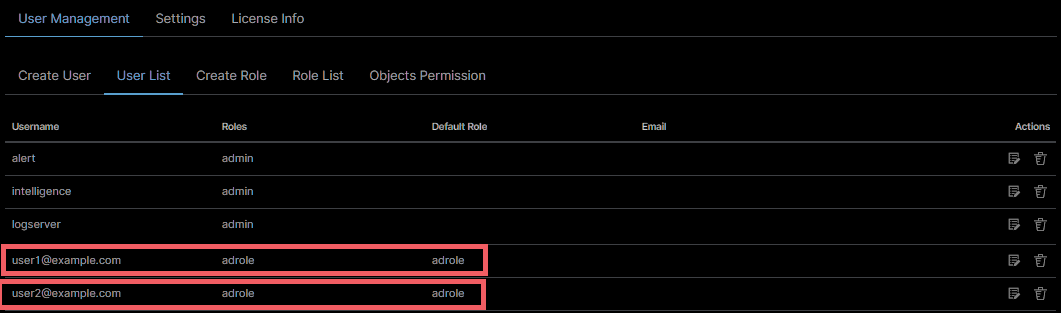 User Management Settings License Info
Create User User List Create Role Role List Objects Permission
Username Roles Default Role Email Actions
alert admin
intelligence admin
logserver admin
user1@example.com adrole adrole
user2@example.com adrole adrole